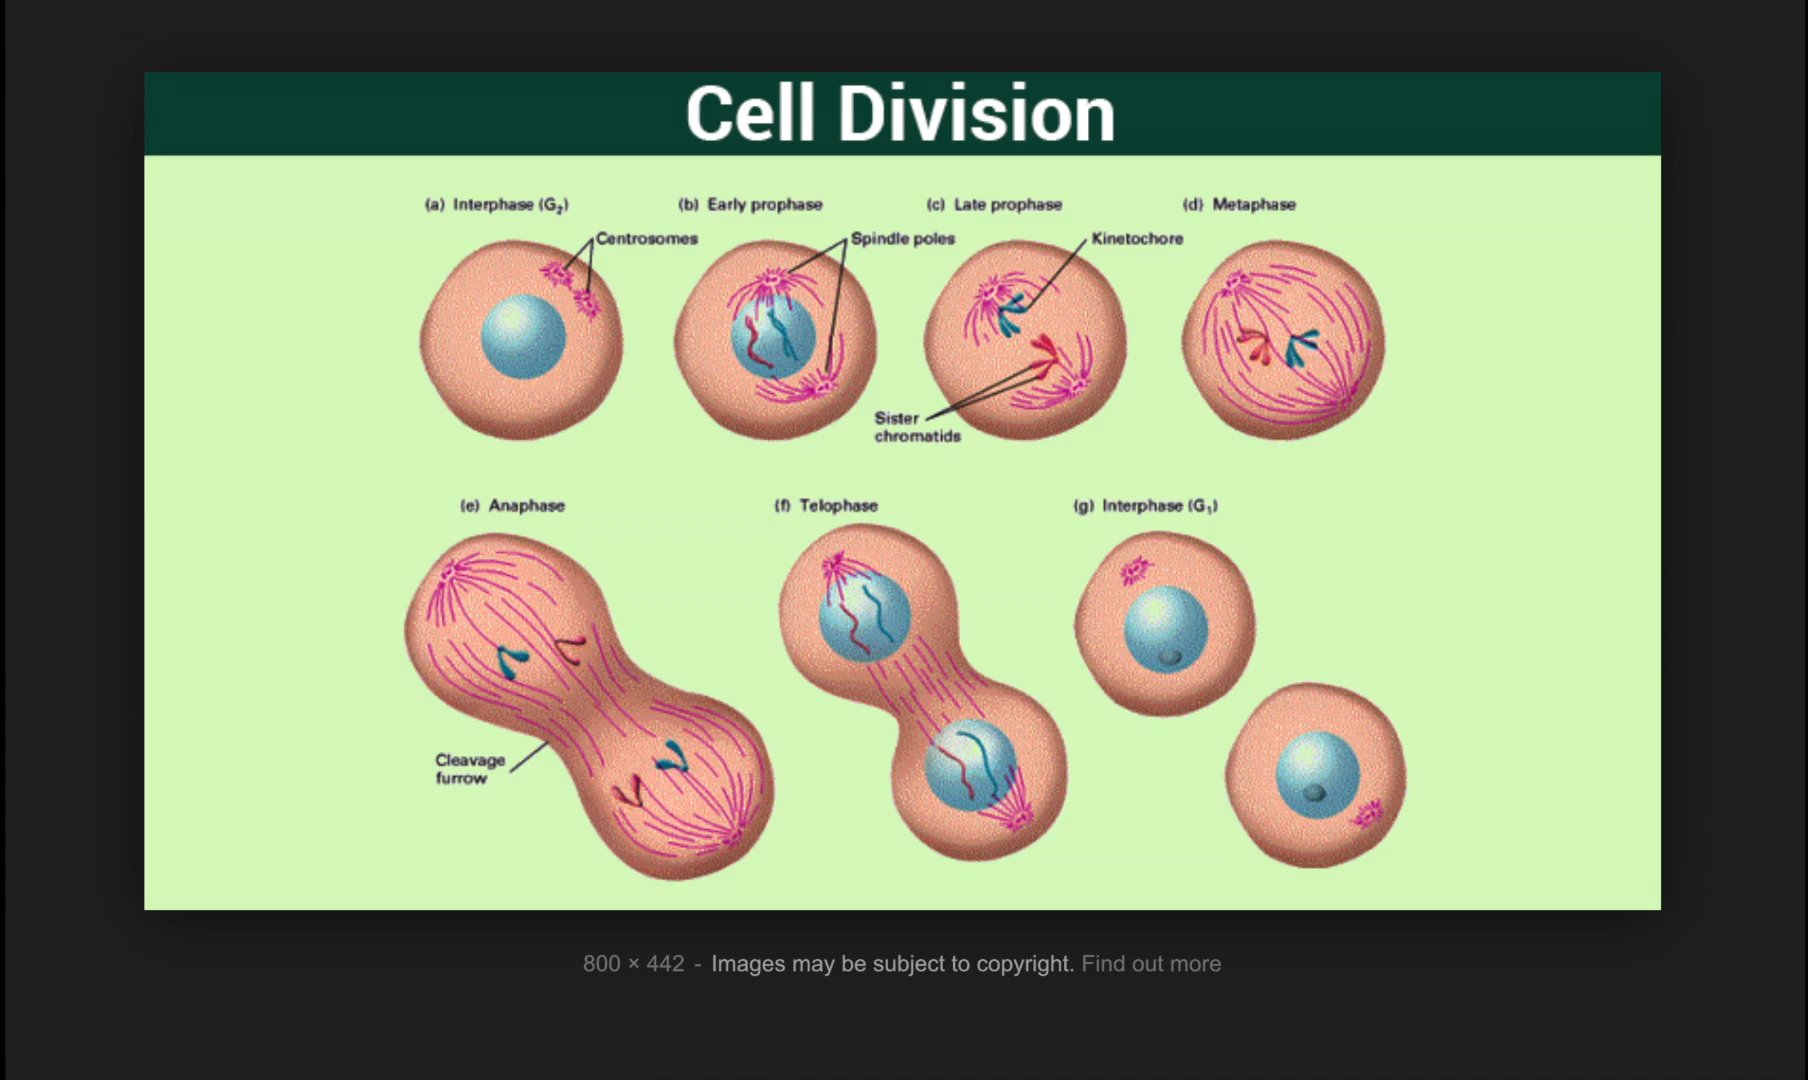 Cell Division
(a) Interphase (G₂)
(b) Early prophase
(c) Late prophase
(d) Metaphase
Centrosomes
Spindle poles
Kinetochore
Sister
chromatids
(e) Anaphase
(f) Telophase
(g) Interphase (G₁)
Cleavage
furrow
800 × 442 - Images may be subject to copyright. Find out more